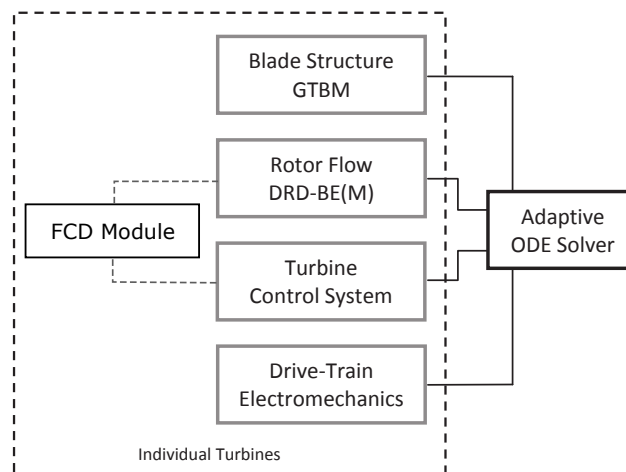 Blade Structure
GTBM
Rotor Flow
DRD-BE(M)
FCD Module
Adaptive
ODE Solver
Turbine
Control System
Drive-Train
Electromechanics
Individual Turbines